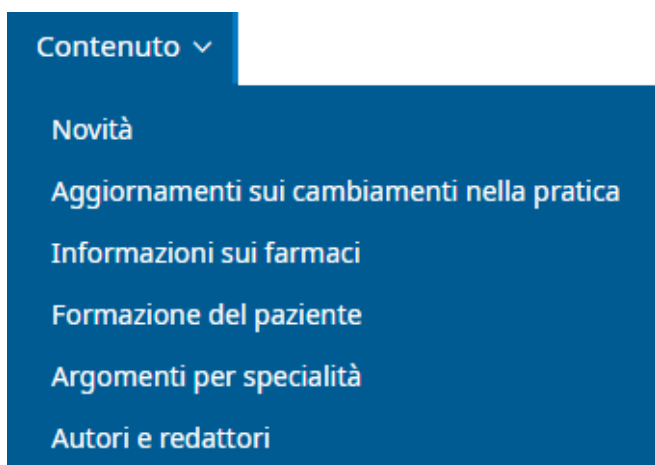 Contenuto
Novità
Aggiornamenti sui cambiamenti nella pratica
Informazioni sui farmaci
Formazione del paziente
Argomenti per specialità
Autori e redattori